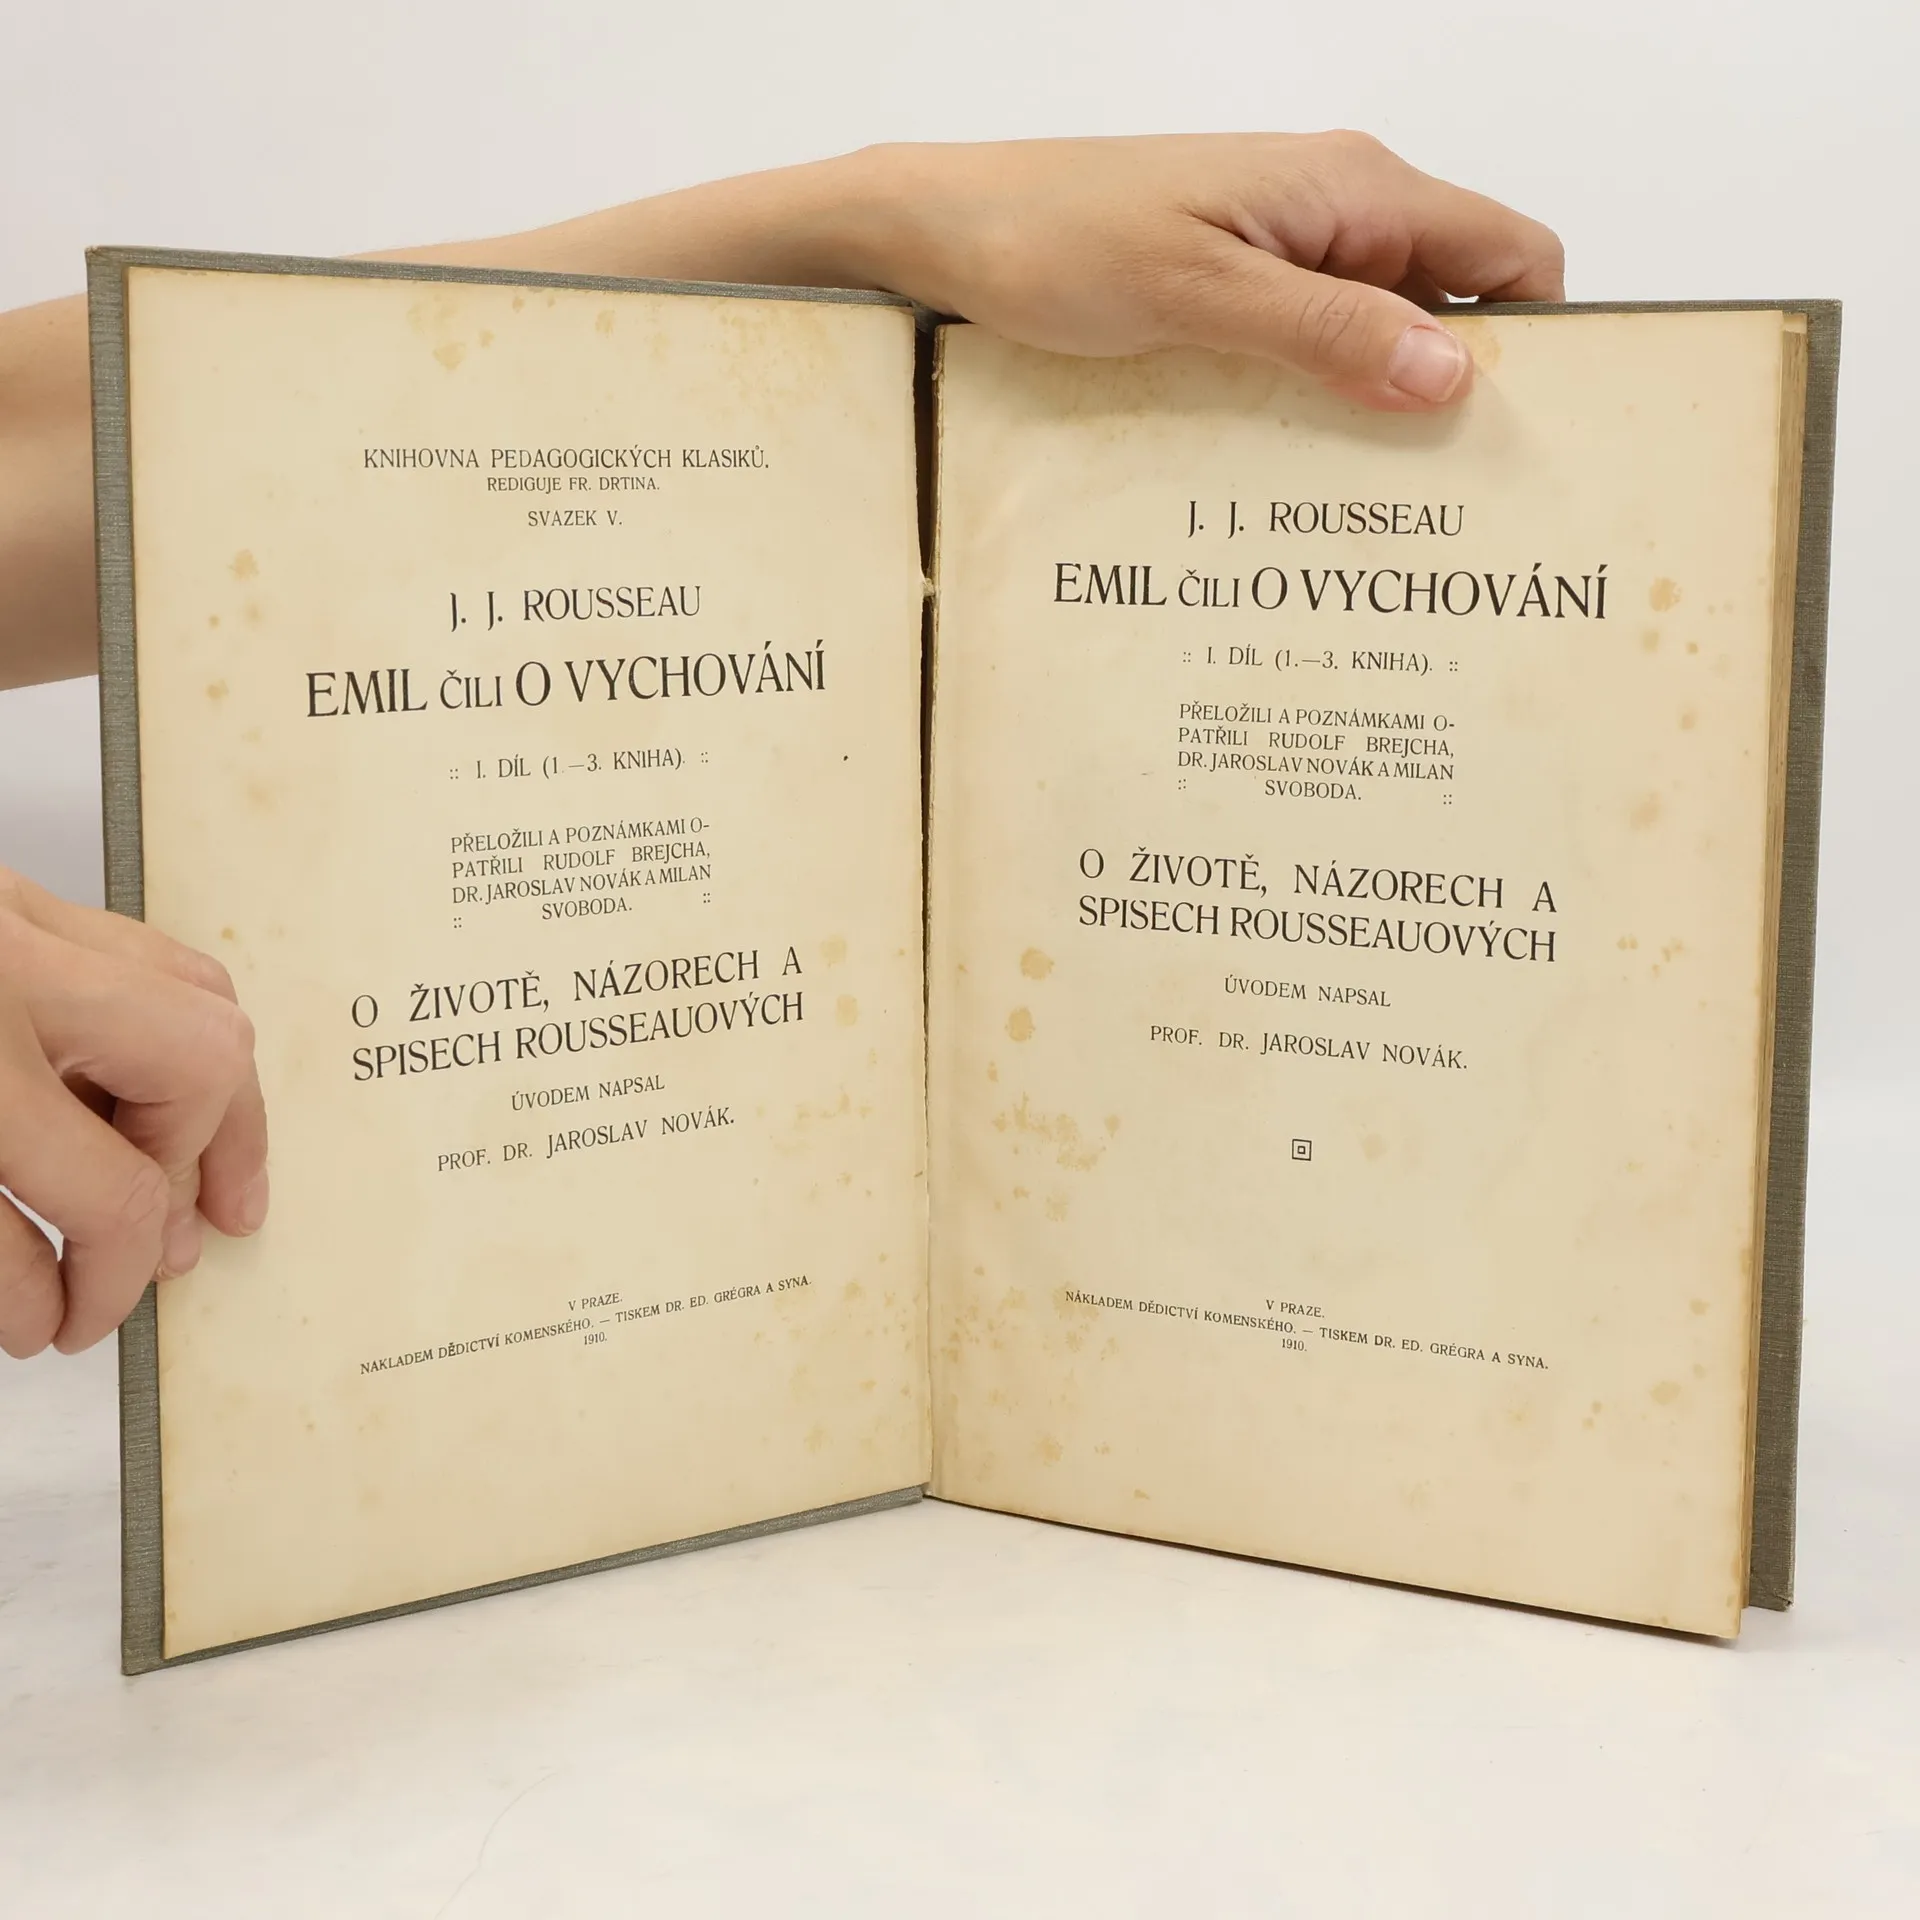 KNIHOVNA PEDAGOGICKÝCH KLASIKŮ.
REDIGUJE FR. DRTINA.
SVAZEK V.
J. J. ROUSSEAU
EMIL ČILI O VYCHOVÁNÍ
:: I. DÍL (1.—3. KNIHA). ::
PŘELOŽILI A POZNÁMKAMI O-
PATŘILI RUDOLF BREJCHA,
DR. JAROSLAV NOVÁK A MILAN
:: SVOBODA. ::
O ŽIVOTĚ, NÁZORECH A
SPISECH ROUSSEAUOVÝCH
ÚVODEM NAPSAL
PROF. DR. JAROSLAV NOVÁK.
V PRAZE.
NÁKLADEM DĚDICTVÍ KOMENSKÉHO. — TISKEM DR. ED. GRÉGRA A SYNA.
1910.
J. J. ROUSSEAU
EMIL ČILI O VYCHOVÁNÍ
:: I. DÍL (1.—3. KNIHA). ::
PŘELOŽILI A POZNÁMKAMI O-
PATŘILI RUDOLF BREJCHA,
DR. JAROSLAV NOVÁK A MILAN
:: SVOBODA. ::
O ŽIVOTĚ, NÁZORECH A
SPISECH ROUSSEAUOVÝCH
ÚVODEM NAPSAL
PROF. DR. JAROSLAV NOVÁK.
V PRAZE.
NÁKLADEM DĚDICTVÍ KOMENSKÉHO. — TISKEM DR. ED. GRÉGRA A SYNA.
1910.